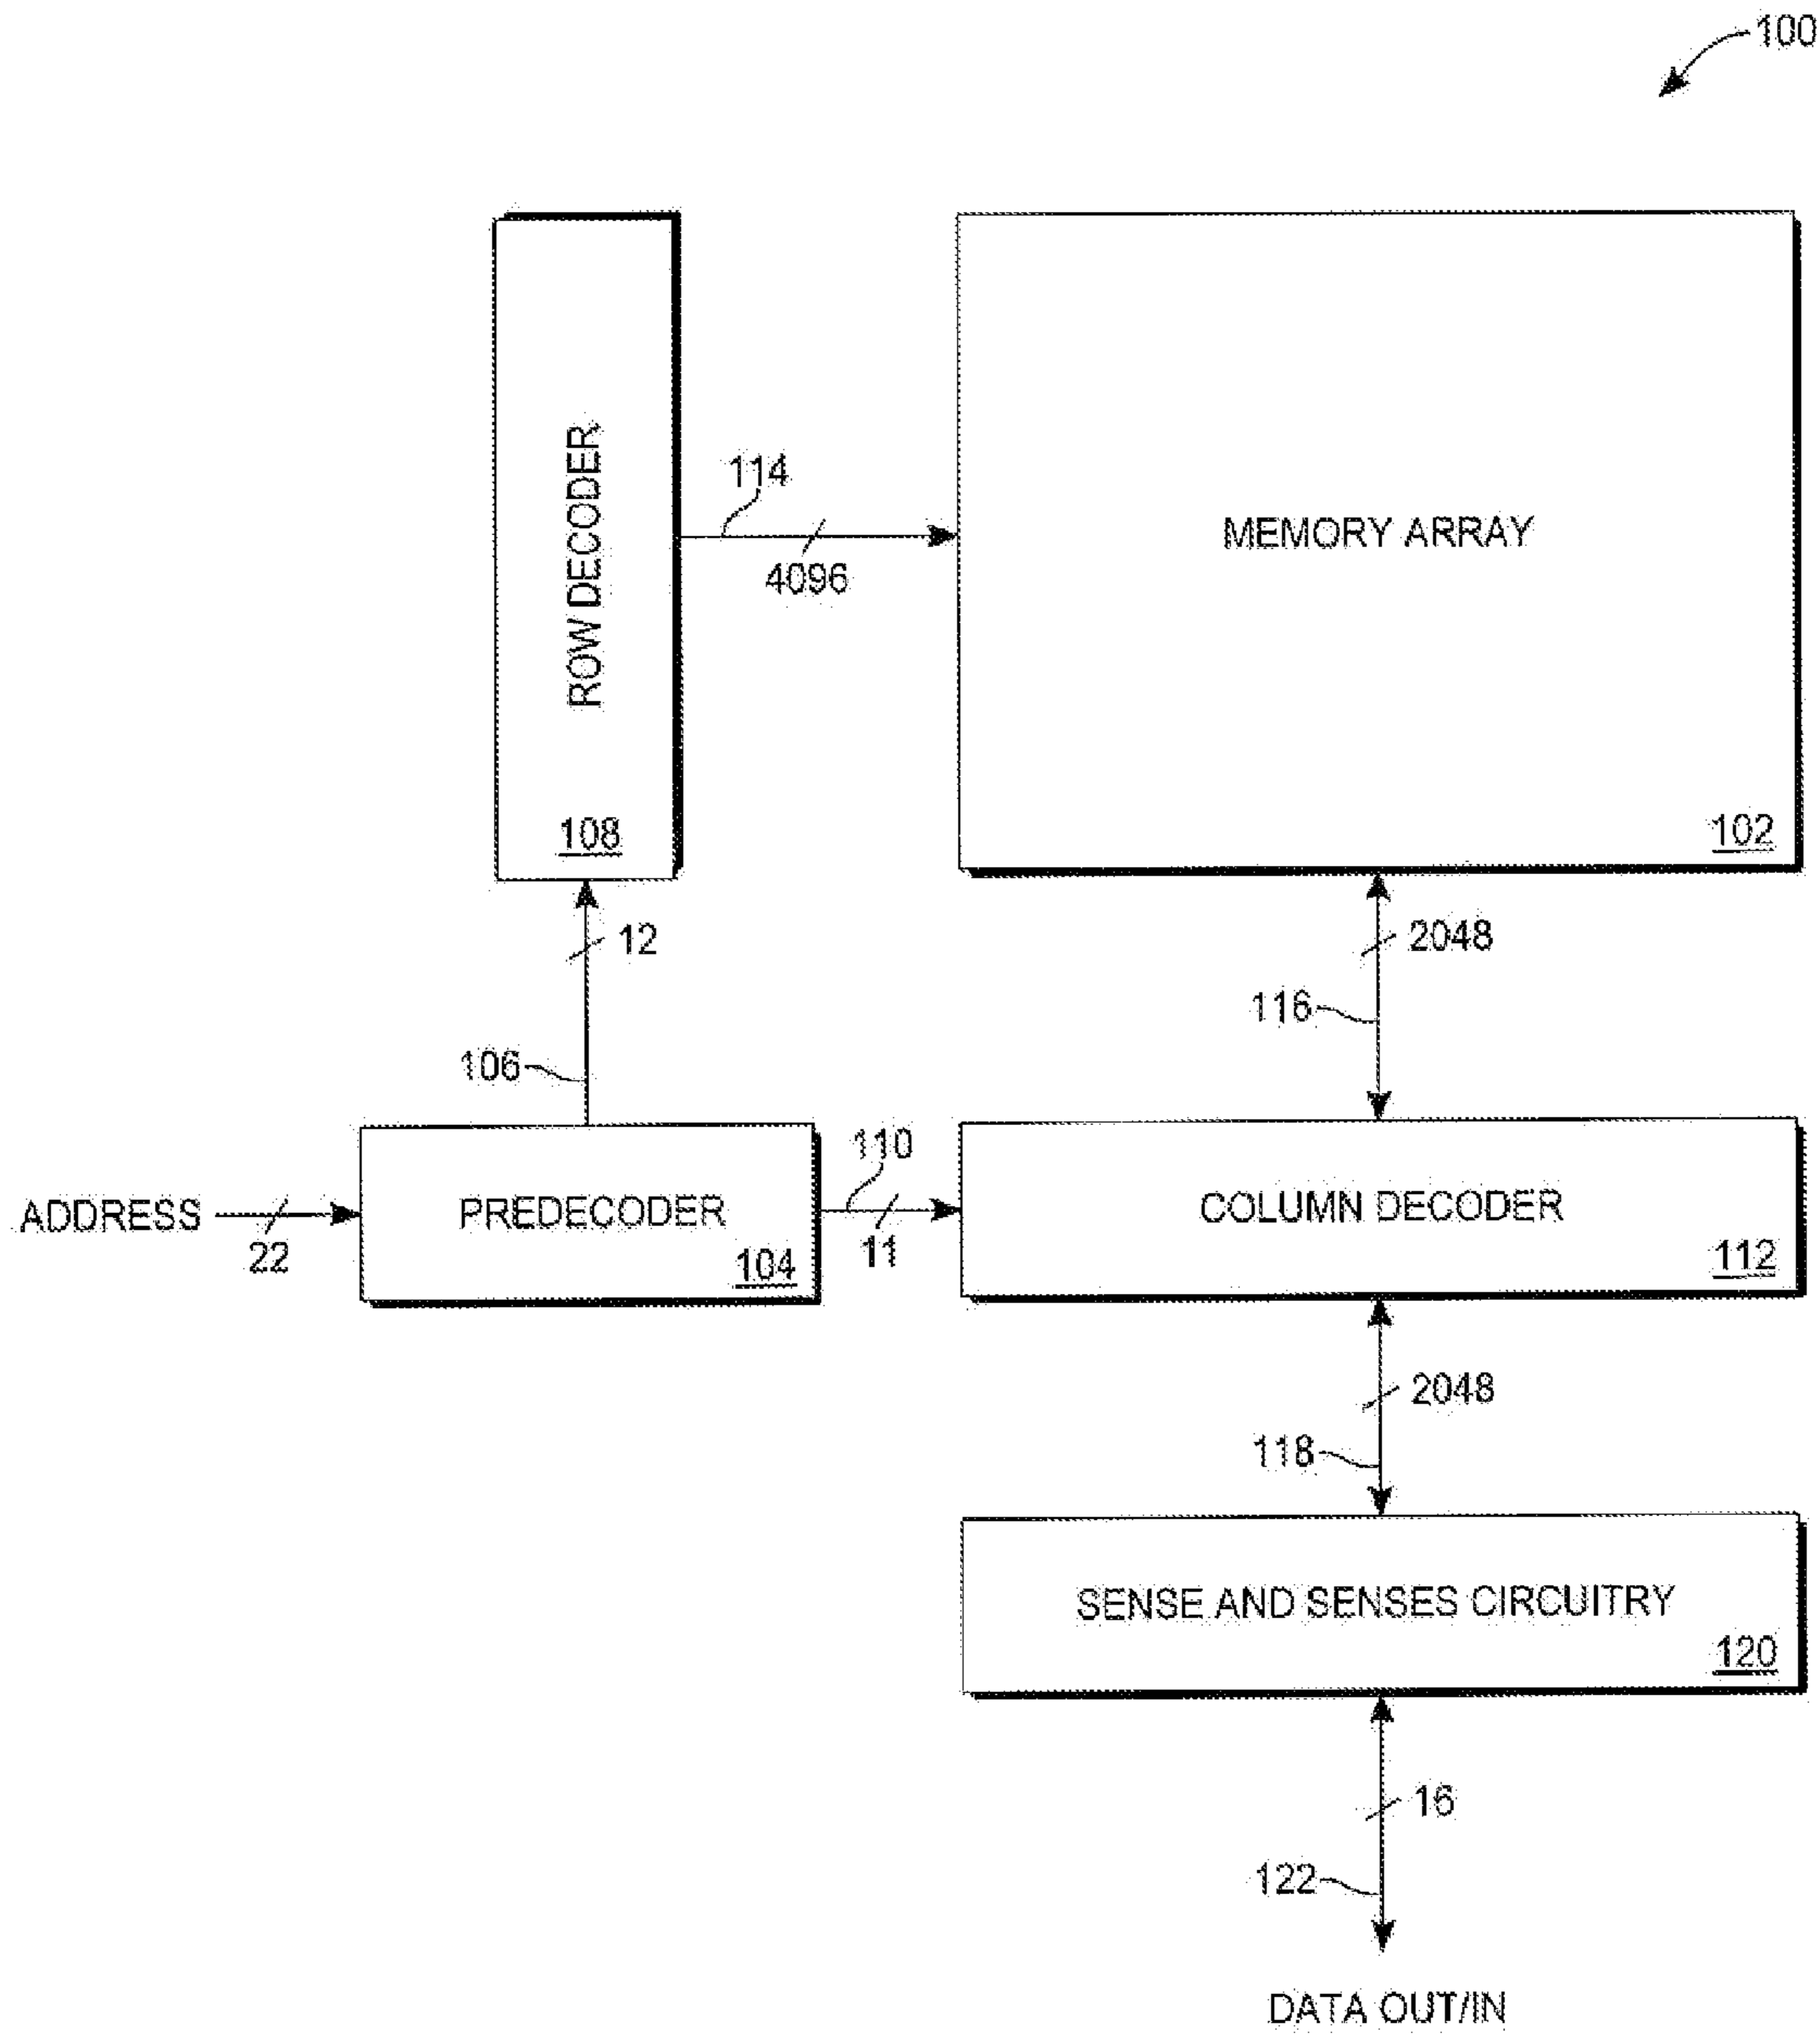 100
ROW DECODER
108
114
4096
MEMORY ARRAY
102
12
106
2048
116
ADDRESS
22
PREDECODER
104
110
11
COLUMN DECODER
112
2048
118
SENSE AND SENSES CIRCUITRY
120
16
122
DATA OUT/IN